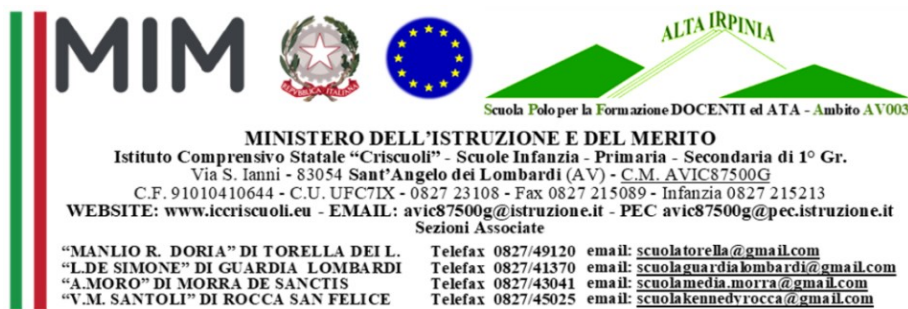 MIM
REPVBBLICA ITALIANA
ALTA IRPINIA
Scuola Polo per la Formazione DOCENTI ed ATA - Ambito AV003
MINISTERO DELL’ISTRUZIONE E DEL MERITO
Istituto Comprensivo Statale “Criscuoli” - Scuole Infanzia - Primaria - Secondaria di 1° Gr.
Via S. Ianni - 83054 Sant’Angelo dei Lombardi (AV) - C.M. AVIC87500G
C.F. 91010410644 - C.U. UFC7IX - 0827 23108 - Fax 0827 215089 - Infanzia 0827 215213
WEBSITE: www.iccriscuoli.eu - EMAIL: avic87500g@istruzione.it - PEC avic87500g@pec.istruzione.it
Sezioni Associate
“MANLIO R. DORIA” DI TORELLA DEI L. Telefax 0827/49120 email: scuolatorella@gmail.com
“L.DE SIMONE” DI GUARDIA LOMBARDI Telefax 0827/41370 email: scuolaguardialombardi@gmail.com
“A.MORO” DI MORRA DE SANCTIS Telefax 0827/43041 email: scuolamedia.morra@gmail.com
“V.M. SANTOLI” DI ROCCA SAN FELICE Telefax 0827/45025 email: scuolakennedyrocca@gmail.com